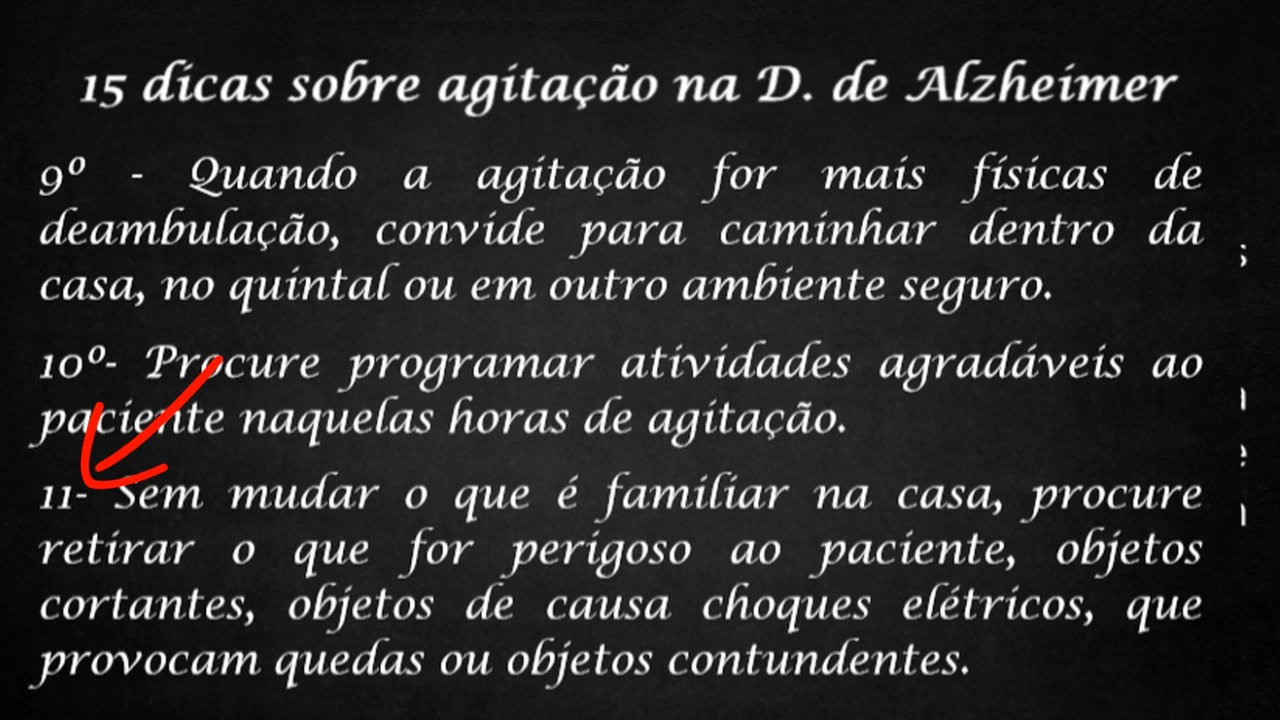 15 dicas sobre agitação na D. de Alzheimer
9º - Quando a agitação for mais físicas de
deambulação, convide para caminhar dentro da
casa, no quintal ou em outro ambiente seguro.
10º- Procure programar atividades agradáveis ao
paciente naquelas horas de agitação.
11- Sem mudar o que é familiar na casa, procure
retirar o que for perigoso ao paciente, objetos
cortantes, objetos de causa choques elétricos, que
provocam quedas ou objetos contundentes.